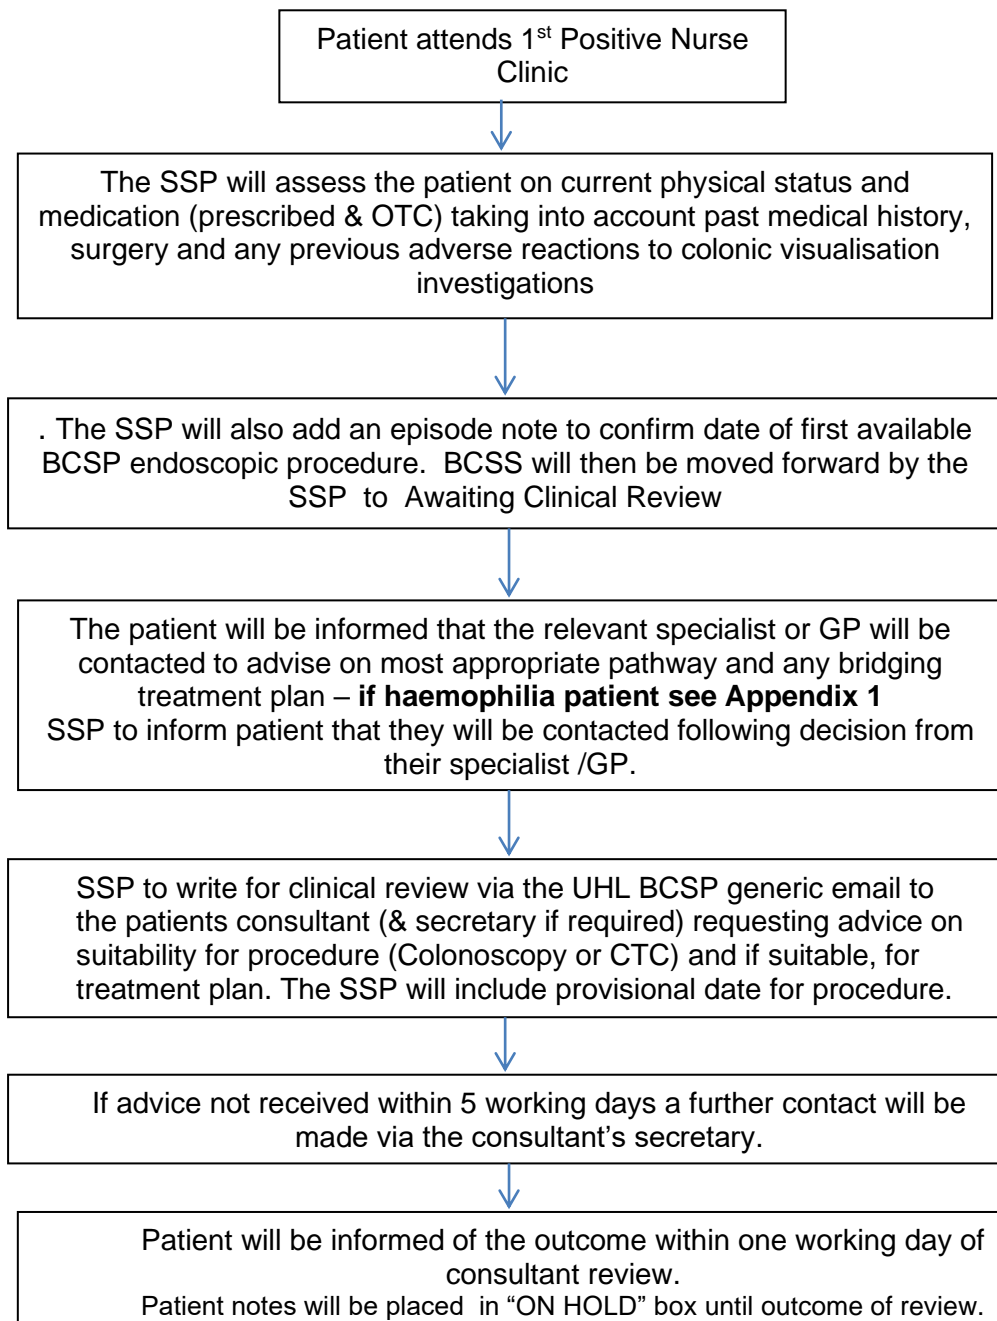 Patient attends 1st Positive Nurse
Clinic
The SSP will assess the patient on current physical status and
medication (prescribed & OTC) taking into account past medical history,
surgery and any previous adverse reactions to colonic visualisation
investigations
. The SSP will also add an episode note to confirm date of first available
BCSP endoscopic procedure.  BCSS will then be moved forward by the
SSP  to  Awaiting Clinical Review
The patient will be informed that the relevant specialist or GP will be
contacted to advise on most appropriate pathway and any bridging
treatment plan – if haemophilia patient see Appendix 1
SSP to inform patient that they will be contacted following decision from
their specialist /GP.
SSP to write for clinical review via the UHL BCSP generic email to
the patients consultant (& secretary if required) requesting advice on
suitability for procedure (Colonoscopy or CTC) and if suitable, for
treatment plan. The SSP will include provisional date for procedure.
If advice not received within 5 working days a further contact will be
made via the consultant’s secretary.
Patient will be informed of the outcome within one working day of
consultant review.
Patient notes will be placed  in “ON HOLD” box until outcome of review.